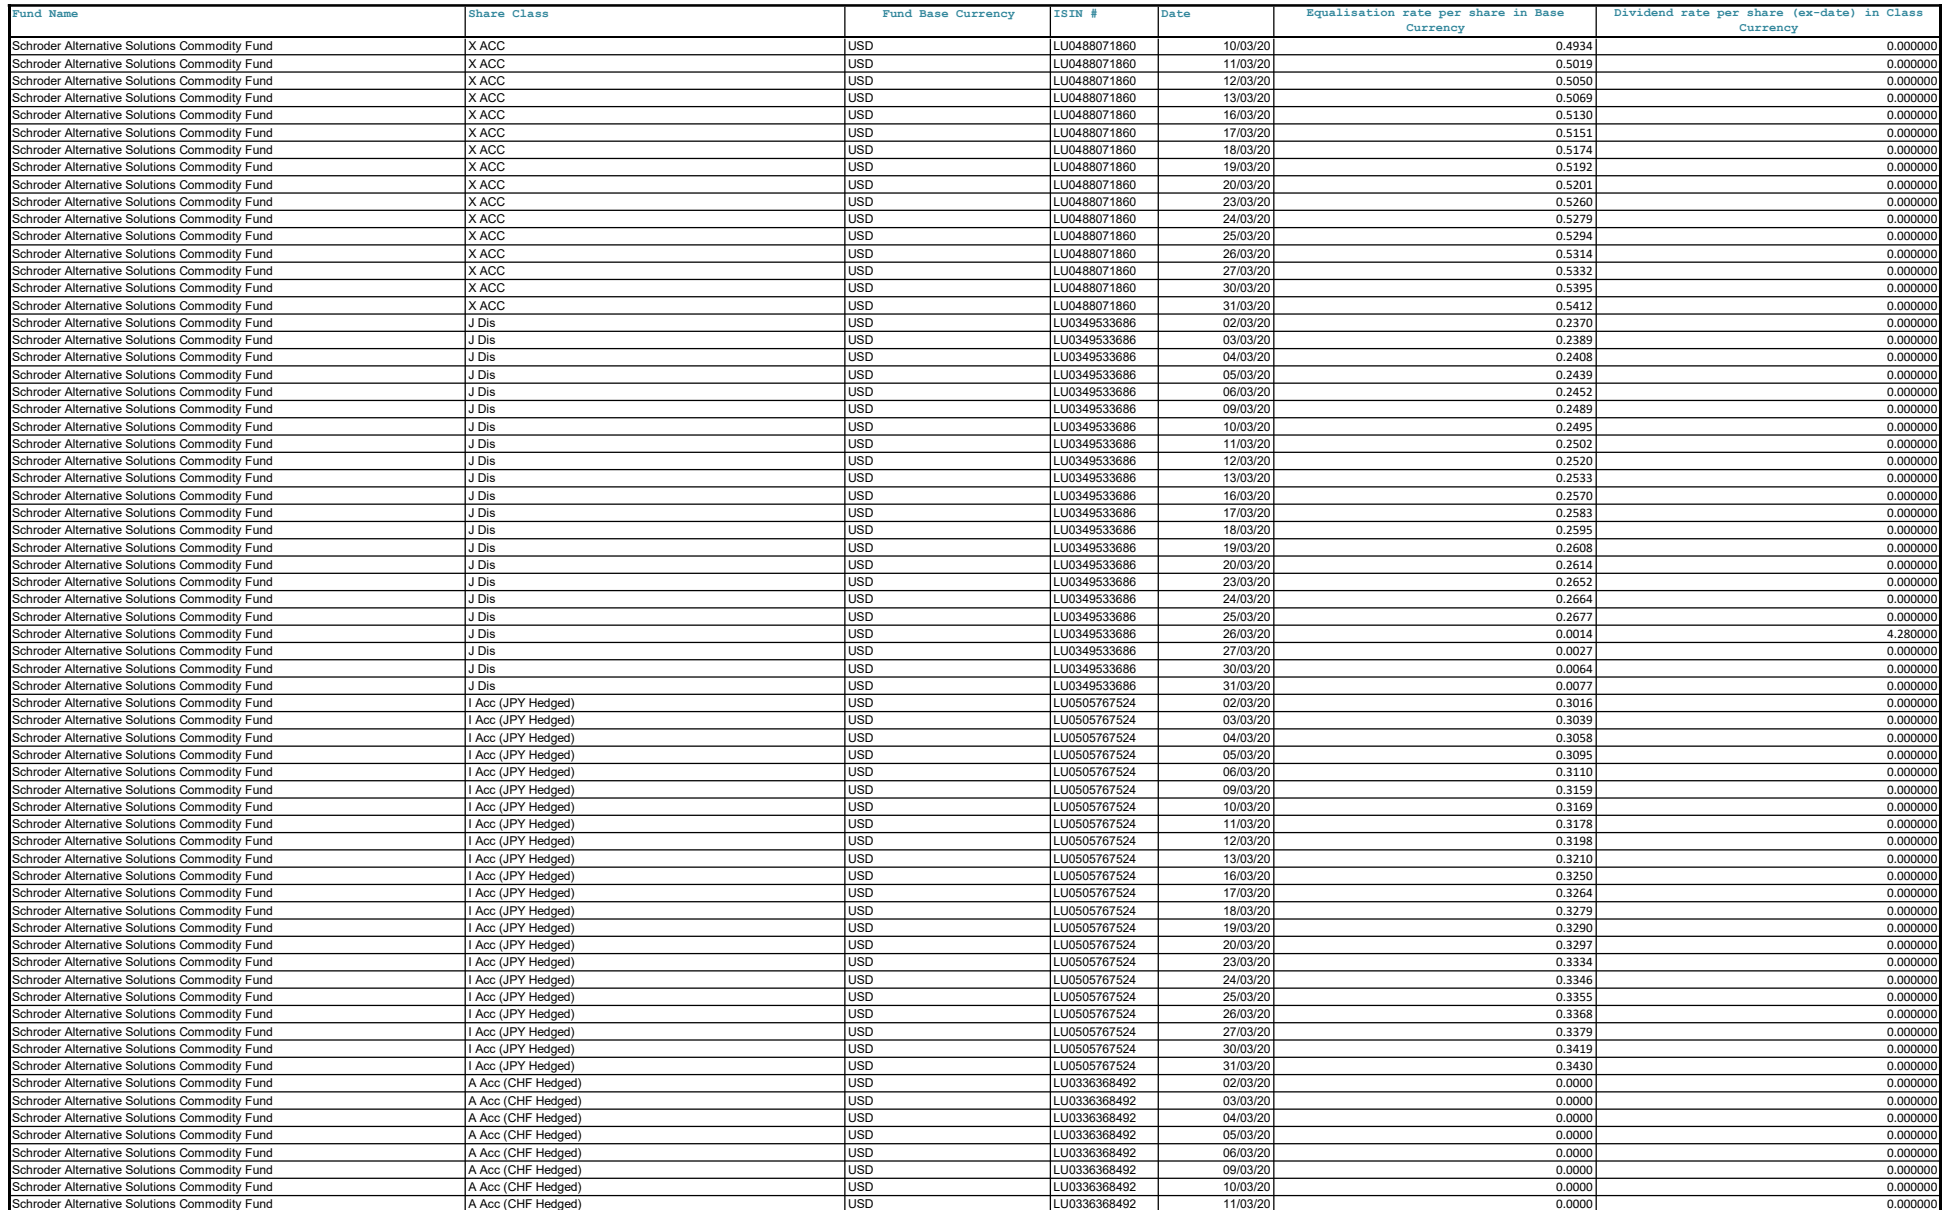 Fund Name Share Class Fund Base Currency ISIN # Date Equalisation rate per share in Base Currency Dividend rate per share (ex-date) in Class Currency
Schroder Alternative Solutions Commodity Fund X ACC USD LU0488071860 10/03/20 0.4934 0.000000
Schroder Alternative Solutions Commodity Fund X ACC USD LU0488071860 11/03/20 0.5019 0.000000
Schroder Alternative Solutions Commodity Fund X ACC USD LU0488071860 12/03/20 0.5050 0.000000
Schroder Alternative Solutions Commodity Fund X ACC USD LU0488071860 13/03/20 0.5069 0.000000
Schroder Alternative Solutions Commodity Fund X ACC USD LU0488071860 16/03/20 0.5130 0.000000
Schroder Alternative Solutions Commodity Fund X ACC USD LU0488071860 17/03/20 0.5151 0.000000
Schroder Alternative Solutions Commodity Fund X ACC USD LU0488071860 18/03/20 0.5174 0.000000
Schroder Alternative Solutions Commodity Fund X ACC USD LU0488071860 19/03/20 0.5192 0.000000
Schroder Alternative Solutions Commodity Fund X ACC USD LU0488071860 20/03/20 0.5201 0.000000
Schroder Alternative Solutions Commodity Fund X ACC USD LU0488071860 23/03/20 0.5260 0.000000
Schroder Alternative Solutions Commodity Fund X ACC USD LU0488071860 24/03/20 0.5279 0.000000
Schroder Alternative Solutions Commodity Fund X ACC USD LU0488071860 25/03/20 0.5294 0.000000
Schroder Alternative Solutions Commodity Fund X ACC USD LU0488071860 26/03/20 0.5314 0.000000
Schroder Alternative Solutions Commodity Fund X ACC USD LU0488071860 27/03/20 0.5332 0.000000
Schroder Alternative Solutions Commodity Fund X ACC USD LU0488071860 30/03/20 0.5395 0.000000
Schroder Alternative Solutions Commodity Fund X ACC USD LU0488071860 31/03/20 0.5412 0.000000
Schroder Alternative Solutions Commodity Fund J Dis USD LU0349533686 02/03/20 0.2370 0.000000
Schroder Alternative Solutions Commodity Fund J Dis USD LU0349533686 03/03/20 0.2389 0.000000
Schroder Alternative Solutions Commodity Fund J Dis USD LU0349533686 04/03/20 0.2408 0.000000
Schroder Alternative Solutions Commodity Fund J Dis USD LU0349533686 05/03/20 0.2439 0.000000
Schroder Alternative Solutions Commodity Fund J Dis USD LU0349533686 06/03/20 0.2452 0.000000
Schroder Alternative Solutions Commodity Fund J Dis USD LU0349533686 09/03/20 0.2489 0.000000
Schroder Alternative Solutions Commodity Fund J Dis USD LU0349533686 10/03/20 0.2495 0.000000
Schroder Alternative Solutions Commodity Fund J Dis USD LU0349533686 11/03/20 0.2502 0.000000
Schroder Alternative Solutions Commodity Fund J Dis USD LU0349533686 12/03/20 0.2520 0.000000
Schroder Alternative Solutions Commodity Fund J Dis USD LU0349533686 13/03/20 0.2533 0.000000
Schroder Alternative Solutions Commodity Fund J Dis USD LU0349533686 16/03/20 0.2570 0.000000
Schroder Alternative Solutions Commodity Fund J Dis USD LU0349533686 17/03/20 0.2583 0.000000
Schroder Alternative Solutions Commodity Fund J Dis USD LU0349533686 18/03/20 0.2595 0.000000
Schroder Alternative Solutions Commodity Fund J Dis USD LU0349533686 19/03/20 0.2608 0.000000
Schroder Alternative Solutions Commodity Fund J Dis USD LU0349533686 20/03/20 0.2614 0.000000
Schroder Alternative Solutions Commodity Fund J Dis USD LU0349533686 23/03/20 0.2652 0.000000
Schroder Alternative Solutions Commodity Fund J Dis USD LU0349533686 24/03/20 0.2664 0.000000
Schroder Alternative Solutions Commodity Fund J Dis USD LU0349533686 25/03/20 0.2677 0.000000
Schroder Alternative Solutions Commodity Fund J Dis USD LU0349533686 26/03/20 0.0014 4.280000
Schroder Alternative Solutions Commodity Fund J Dis USD LU0349533686 27/03/20 0.0027 0.000000
Schroder Alternative Solutions Commodity Fund J Dis USD LU0349533686 30/03/20 0.0064 0.000000
Schroder Alternative Solutions Commodity Fund J Dis USD LU0349533686 31/03/20 0.0077 0.000000
Schroder Alternative Solutions Commodity Fund I Acc (JPY Hedged) USD LU0505767524 02/03/20 0.3016 0.000000
Schroder Alternative Solutions Commodity Fund I Acc (JPY Hedged) USD LU0505767524 03/03/20 0.3039 0.000000
Schroder Alternative Solutions Commodity Fund I Acc (JPY Hedged) USD LU0505767524 04/03/20 0.3058 0.000000
Schroder Alternative Solutions Commodity Fund I Acc (JPY Hedged) USD LU0505767524 05/03/20 0.3095 0.000000
Schroder Alternative Solutions Commodity Fund I Acc (JPY Hedged) USD LU0505767524 06/03/20 0.3110 0.000000
Schroder Alternative Solutions Commodity Fund I Acc (JPY Hedged) USD LU0505767524 09/03/20 0.3159 0.000000
Schroder Alternative Solutions Commodity Fund I Acc (JPY Hedged) USD LU0505767524 10/03/20 0.3169 0.000000
Schroder Alternative Solutions Commodity Fund I Acc (JPY Hedged) USD LU0505767524 11/03/20 0.3178 0.000000
Schroder Alternative Solutions Commodity Fund I Acc (JPY Hedged) USD LU0505767524 12/03/20 0.3198 0.000000
Schroder Alternative Solutions Commodity Fund I Acc (JPY Hedged) USD LU0505767524 13/03/20 0.3210 0.000000
Schroder Alternative Solutions Commodity Fund I Acc (JPY Hedged) USD LU0505767524 16/03/20 0.3250 0.000000
Schroder Alternative Solutions Commodity Fund I Acc (JPY Hedged) USD LU0505767524 17/03/20 0.3264 0.000000
Schroder Alternative Solutions Commodity Fund I Acc (JPY Hedged) USD LU0505767524 18/03/20 0.3279 0.000000
Schroder Alternative Solutions Commodity Fund I Acc (JPY Hedged) USD LU0505767524 19/03/20 0.3290 0.000000
Schroder Alternative Solutions Commodity Fund I Acc (JPY Hedged) USD LU0505767524 20/03/20 0.3297 0.000000
Schroder Alternative Solutions Commodity Fund I Acc (JPY Hedged) USD LU0505767524 23/03/20 0.3334 0.000000
Schroder Alternative Solutions Commodity Fund I Acc (JPY Hedged) USD LU0505767524 24/03/20 0.3346 0.000000
Schroder Alternative Solutions Commodity Fund I Acc (JPY Hedged) USD LU0505767524 25/03/20 0.3355 0.000000
Schroder Alternative Solutions Commodity Fund I Acc (JPY Hedged) USD LU0505767524 26/03/20 0.3368 0.000000
Schroder Alternative Solutions Commodity Fund I Acc (JPY Hedged) USD LU0505767524 27/03/20 0.3379 0.000000
Schroder Alternative Solutions Commodity Fund I Acc (JPY Hedged) USD LU0505767524 30/03/20 0.3419 0.000000
Schroder Alternative Solutions Commodity Fund I Acc (JPY Hedged) USD LU0505767524 31/03/20 0.3430 0.000000
Schroder Alternative Solutions Commodity Fund A Acc (CHF Hedged) USD LU0336368492 02/03/20 0.0000 0.000000
Schroder Alternative Solutions Commodity Fund A Acc (CHF Hedged) USD LU0336368492 03/03/20 0.0000 0.000000
Schroder Alternative Solutions Commodity Fund A Acc (CHF Hedged) USD LU0336368492 04/03/20 0.0000 0.000000
Schroder Alternative Solutions Commodity Fund A Acc (CHF Hedged) USD LU0336368492 05/03/20 0.0000 0.000000
Schroder Alternative Solutions Commodity Fund A Acc (CHF Hedged) USD LU0336368492 06/03/20 0.0000 0.000000
Schroder Alternative Solutions Commodity Fund A Acc (CHF Hedged) USD LU0336368492 09/03/20 0.0000 0.000000
Schroder Alternative Solutions Commodity Fund A Acc (CHF Hedged) USD LU0336368492 10/03/20 0.0000 0.000000
Schroder Alternative Solutions Commodity Fund A Acc (CHF Hedged) USD LU0336368492 11/03/20 0.0000 0.000000